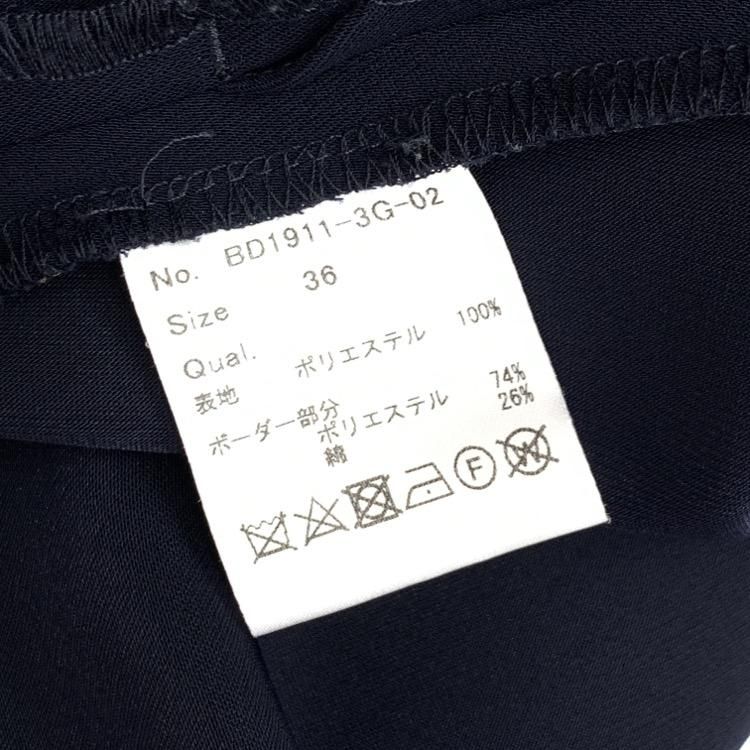 No. BD1911-3G-02
Size 36
Qual.
表地 ポリエステル 100%
ボーダー部分
ポリエステル 74%
綿 26%
F W